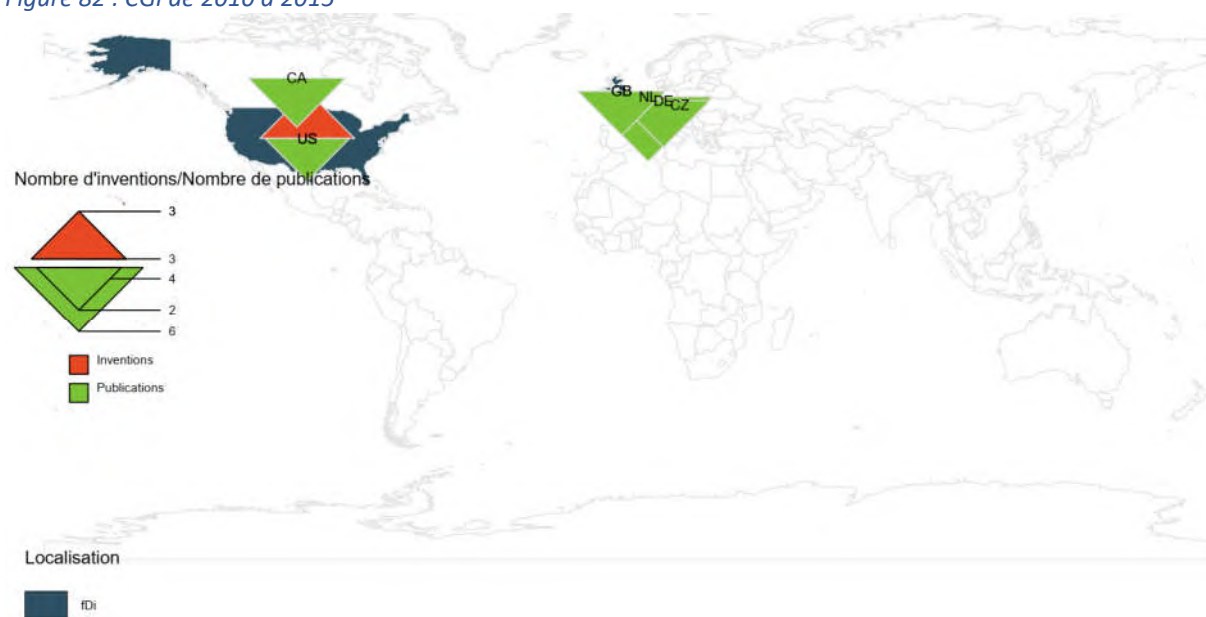 Figure 82 : CGI de 2010 à 2015
CA
GB
NL
DE
CZ
US
Nombre d'inventions/Nombre de publications
3
3
4
2
6
Inventions
Publications
Localisation
fDi